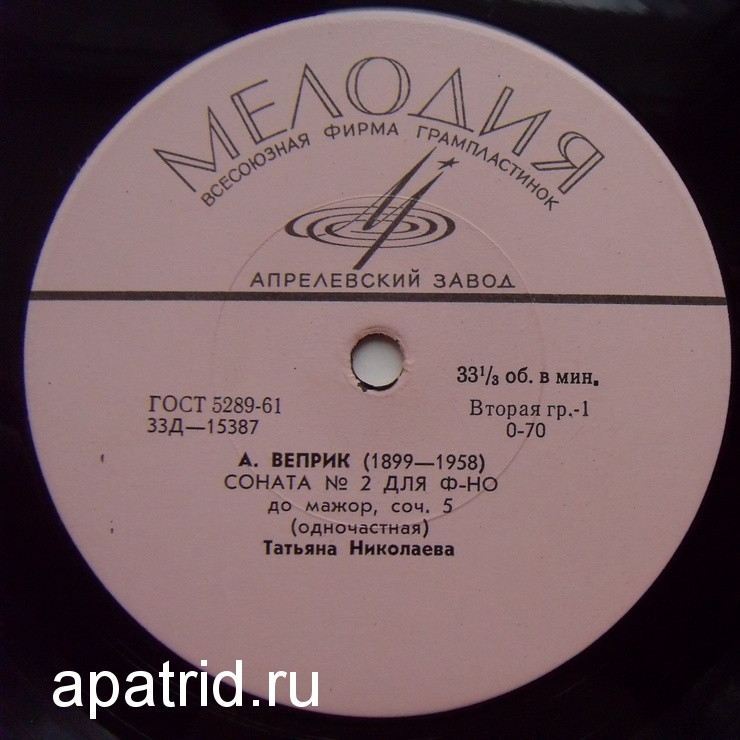 МЕЛОДИЯ
ВСЕСОЮЗНАЯ ФИРМА ГРАМПЛАСТИНОК
АПРЕЛЕВСКИЙ ЗАВОД
33⅓ об. в мин.
ГОСТ 5289-61
Вторая гр.-1
33Д—15387
0-70
А. ВЕПРИК (1899—1958)
СОНАТА № 2 ДЛЯ Ф-НО
до мажор, соч. 5
(одночастная)
Татьяна Николаева
apatrid.ru